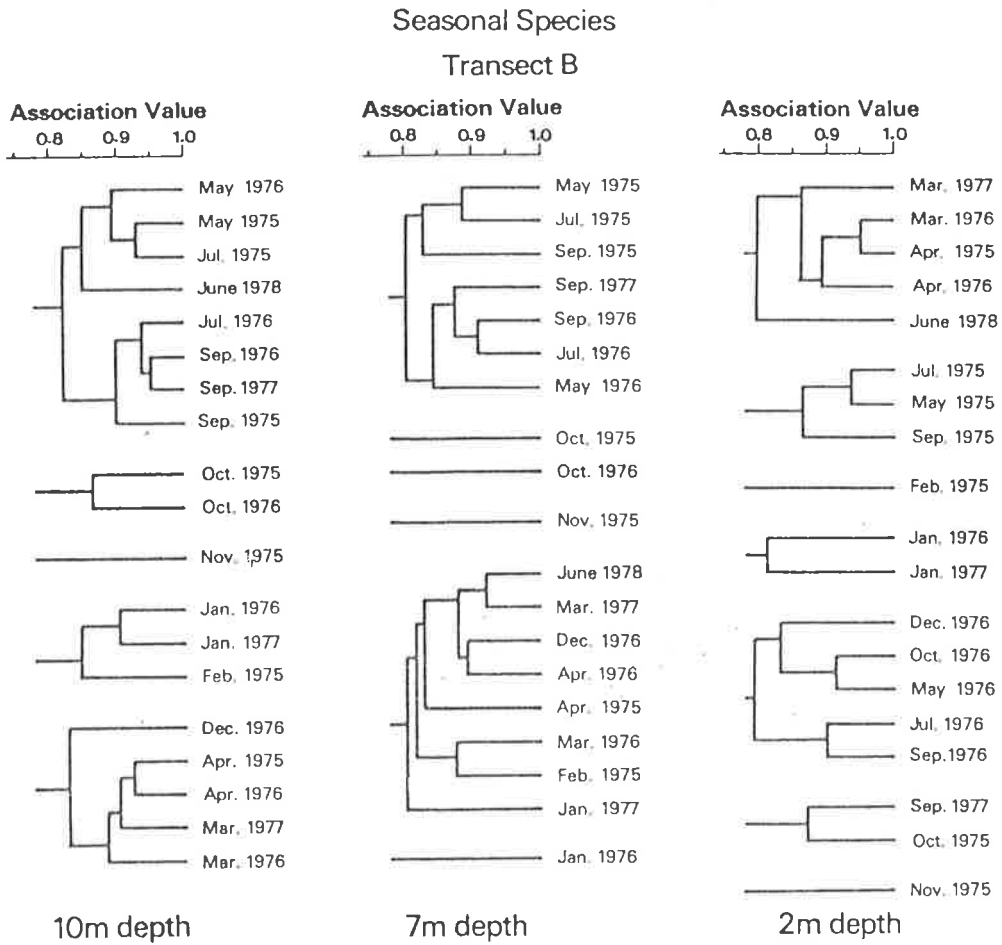 Seasonal Species
Transect B
Association Value
0.8 0.9 1.0
May 1976
May 1975
Jul. 1975
June 1978
Jul. 1976
Sep. 1976
Sep. 1977
Sep. 1975
Oct. 1975
Oct. 1976
Nov. 1975
Jan. 1976
Jan. 1977
Feb. 1975
Dec. 1976
Apr. 1975
Apr. 1976
Mar. 1977
Mar. 1976
10m depth
Association Value
0.8 0.9 1.0
May 1975
Jul. 1975
Sep. 1975
Sep. 1977
Sep. 1976
Jul. 1976
May 1976
Oct. 1975
Oct. 1976
Nov. 1975
June 1978
Mar. 1977
Dec. 1976
Apr. 1976
Apr. 1975
Mar. 1976
Feb. 1975
Jan. 1977
Jan. 1976
7m depth
Association Value
0.8 0.9 1.0
Mar. 1977
Mar. 1976
Apr. 1975
Apr. 1976
June 1978
Jul. 1975
May 1975
Sep. 1975
Feb. 1975
Jan. 1976
Jan. 1977
Dec. 1976
Oct. 1976
May 1976
Jul. 1976
Sep. 1976
Sep. 1977
Oct. 1975
Nov. 1975
2m depth